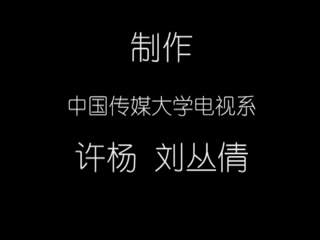 制作
中国传媒大学电视系
许杨 刘丛倩